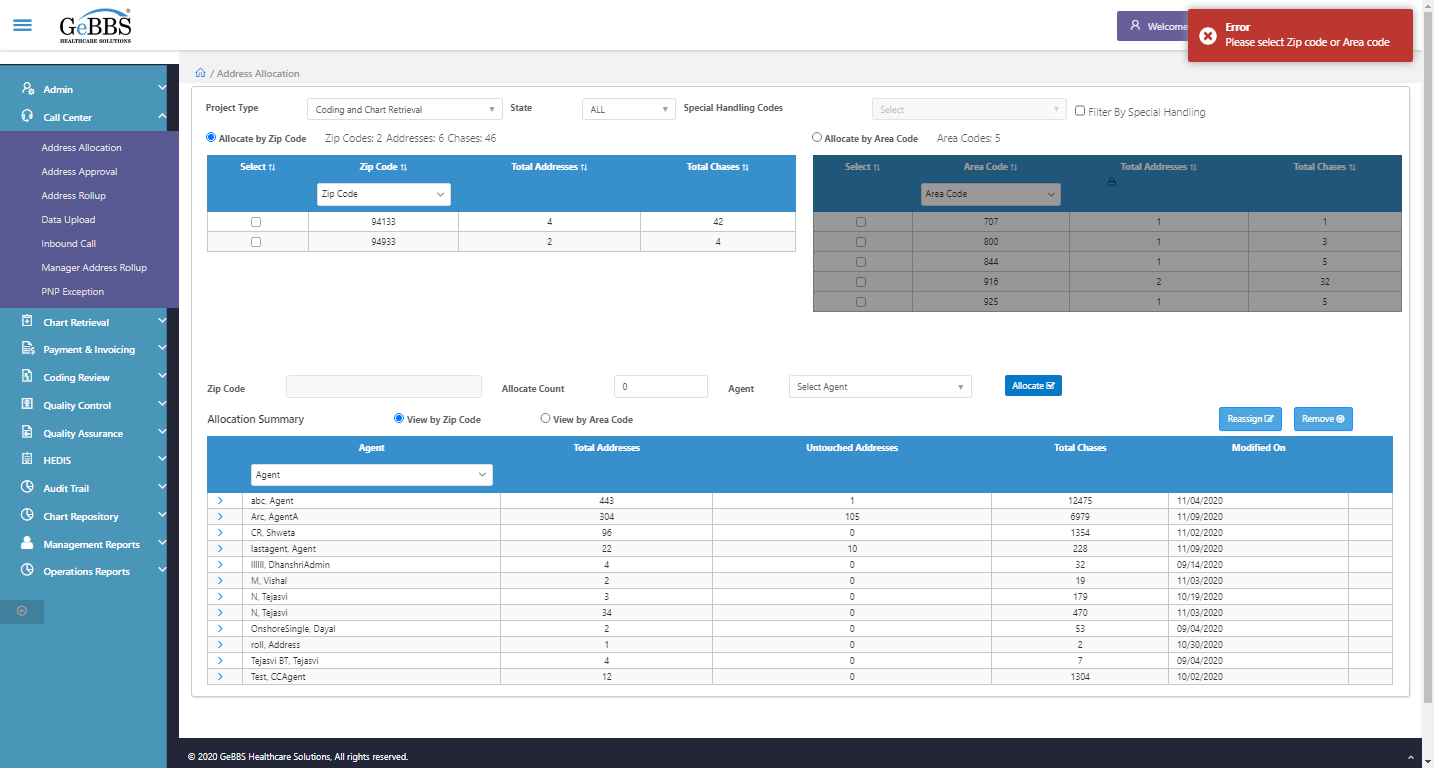 GeBBS
HEALTHCARE SOLUTIONS
Welcome
Error
Please select Zip code or Area code
Admin
Call Center
Address Allocation
Address Approval
Address Rollup
Data Upload
Inbound Call
Manager Address Rollup
PNP Exception
Chart Retrieval
Payment & Invoicing
Coding Review
Quality Control
Quality Assurance
HEDIS
Audit Trail
Chart Repository
Management Reports
Operations Reports
/ Address Allocation
Project Type Coding and Chart Retrieval State ALL Special Handling Codes Select Filter By Special Handling
Allocate by Zip Code Zip Codes: 2 Addresses: 6 Chases: 46
Select Zip Code Total Addresses Total Chases
Zip Code
94133 4 42
94933 2 4
Allocate by Area Code Area Codes: 5
Select Area Code Total Addresses Total Chases
Area Code
707 1 1
800 1 3
844 1 5
916 2 32
925 1 5
Zip Code Allocate Count 0 Agent Select Agent Allocate
Allocation Summary View by Zip Code View by Area Code Reassign Remove
Agent Total Addresses Untouched Addresses Total Chases Modified On
Agent
abc, Agent 443 1 12475 11/04/2020
Arc, AgentA 304 105 6979 11/09/2020
CR, Shweta 96 0 1354 11/02/2020
lastagent, Agent 22 10 228 11/09/2020
DhanshriAdmin 4 0 32 09/14/2020
M, Vishal 2 0 19 11/03/2020
N, Tejasvi 3 0 179 10/19/2020
N, Tejasvi 34 0 470 11/03/2020
OnshoreSingle, Dayal 2 0 53 09/04/2020
roll, Address 1 0 2 10/30/2020
Tejasvi BT, Tejasvi 4 0 7 09/04/2020
Test, CCAgent 12 0 1304 10/02/2020
© 2020 GeBBS Healthcare Solutions, All rights reserved.